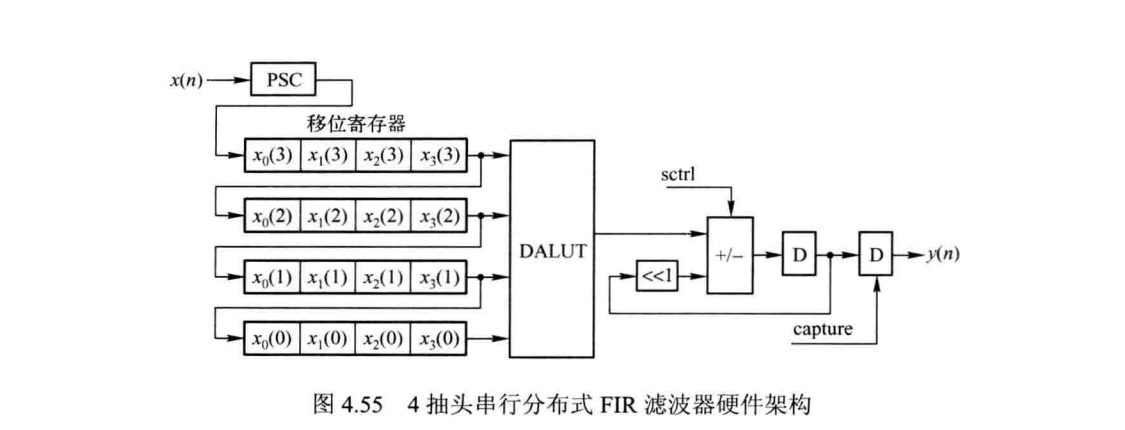 x(n)
PSC
移位寄存器
x₀(3) x₁(3) x₂(3) x₃(3)
x₀(2) x₁(2) x₂(2) x₃(2)
x₀(1) x₁(1) x₂(1) x₃(1)
x₀(0) x₁(0) x₂(0) x₃(0)
DALUT
sctrl
+/−
<<1
D
D
y(n)
capture
图 4.55 4 抽头串行分布式 FIR 滤波器硬件架构